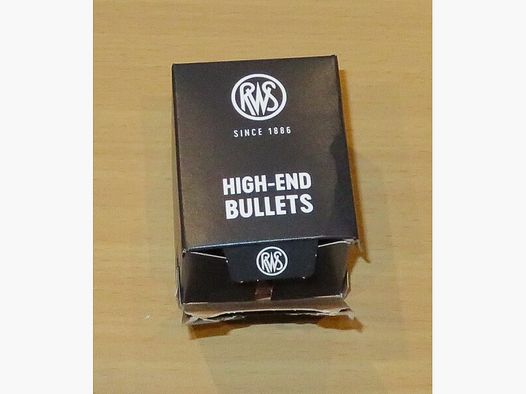 RWS
SINCE 1886
HIGH-END
BULLETS
RWS